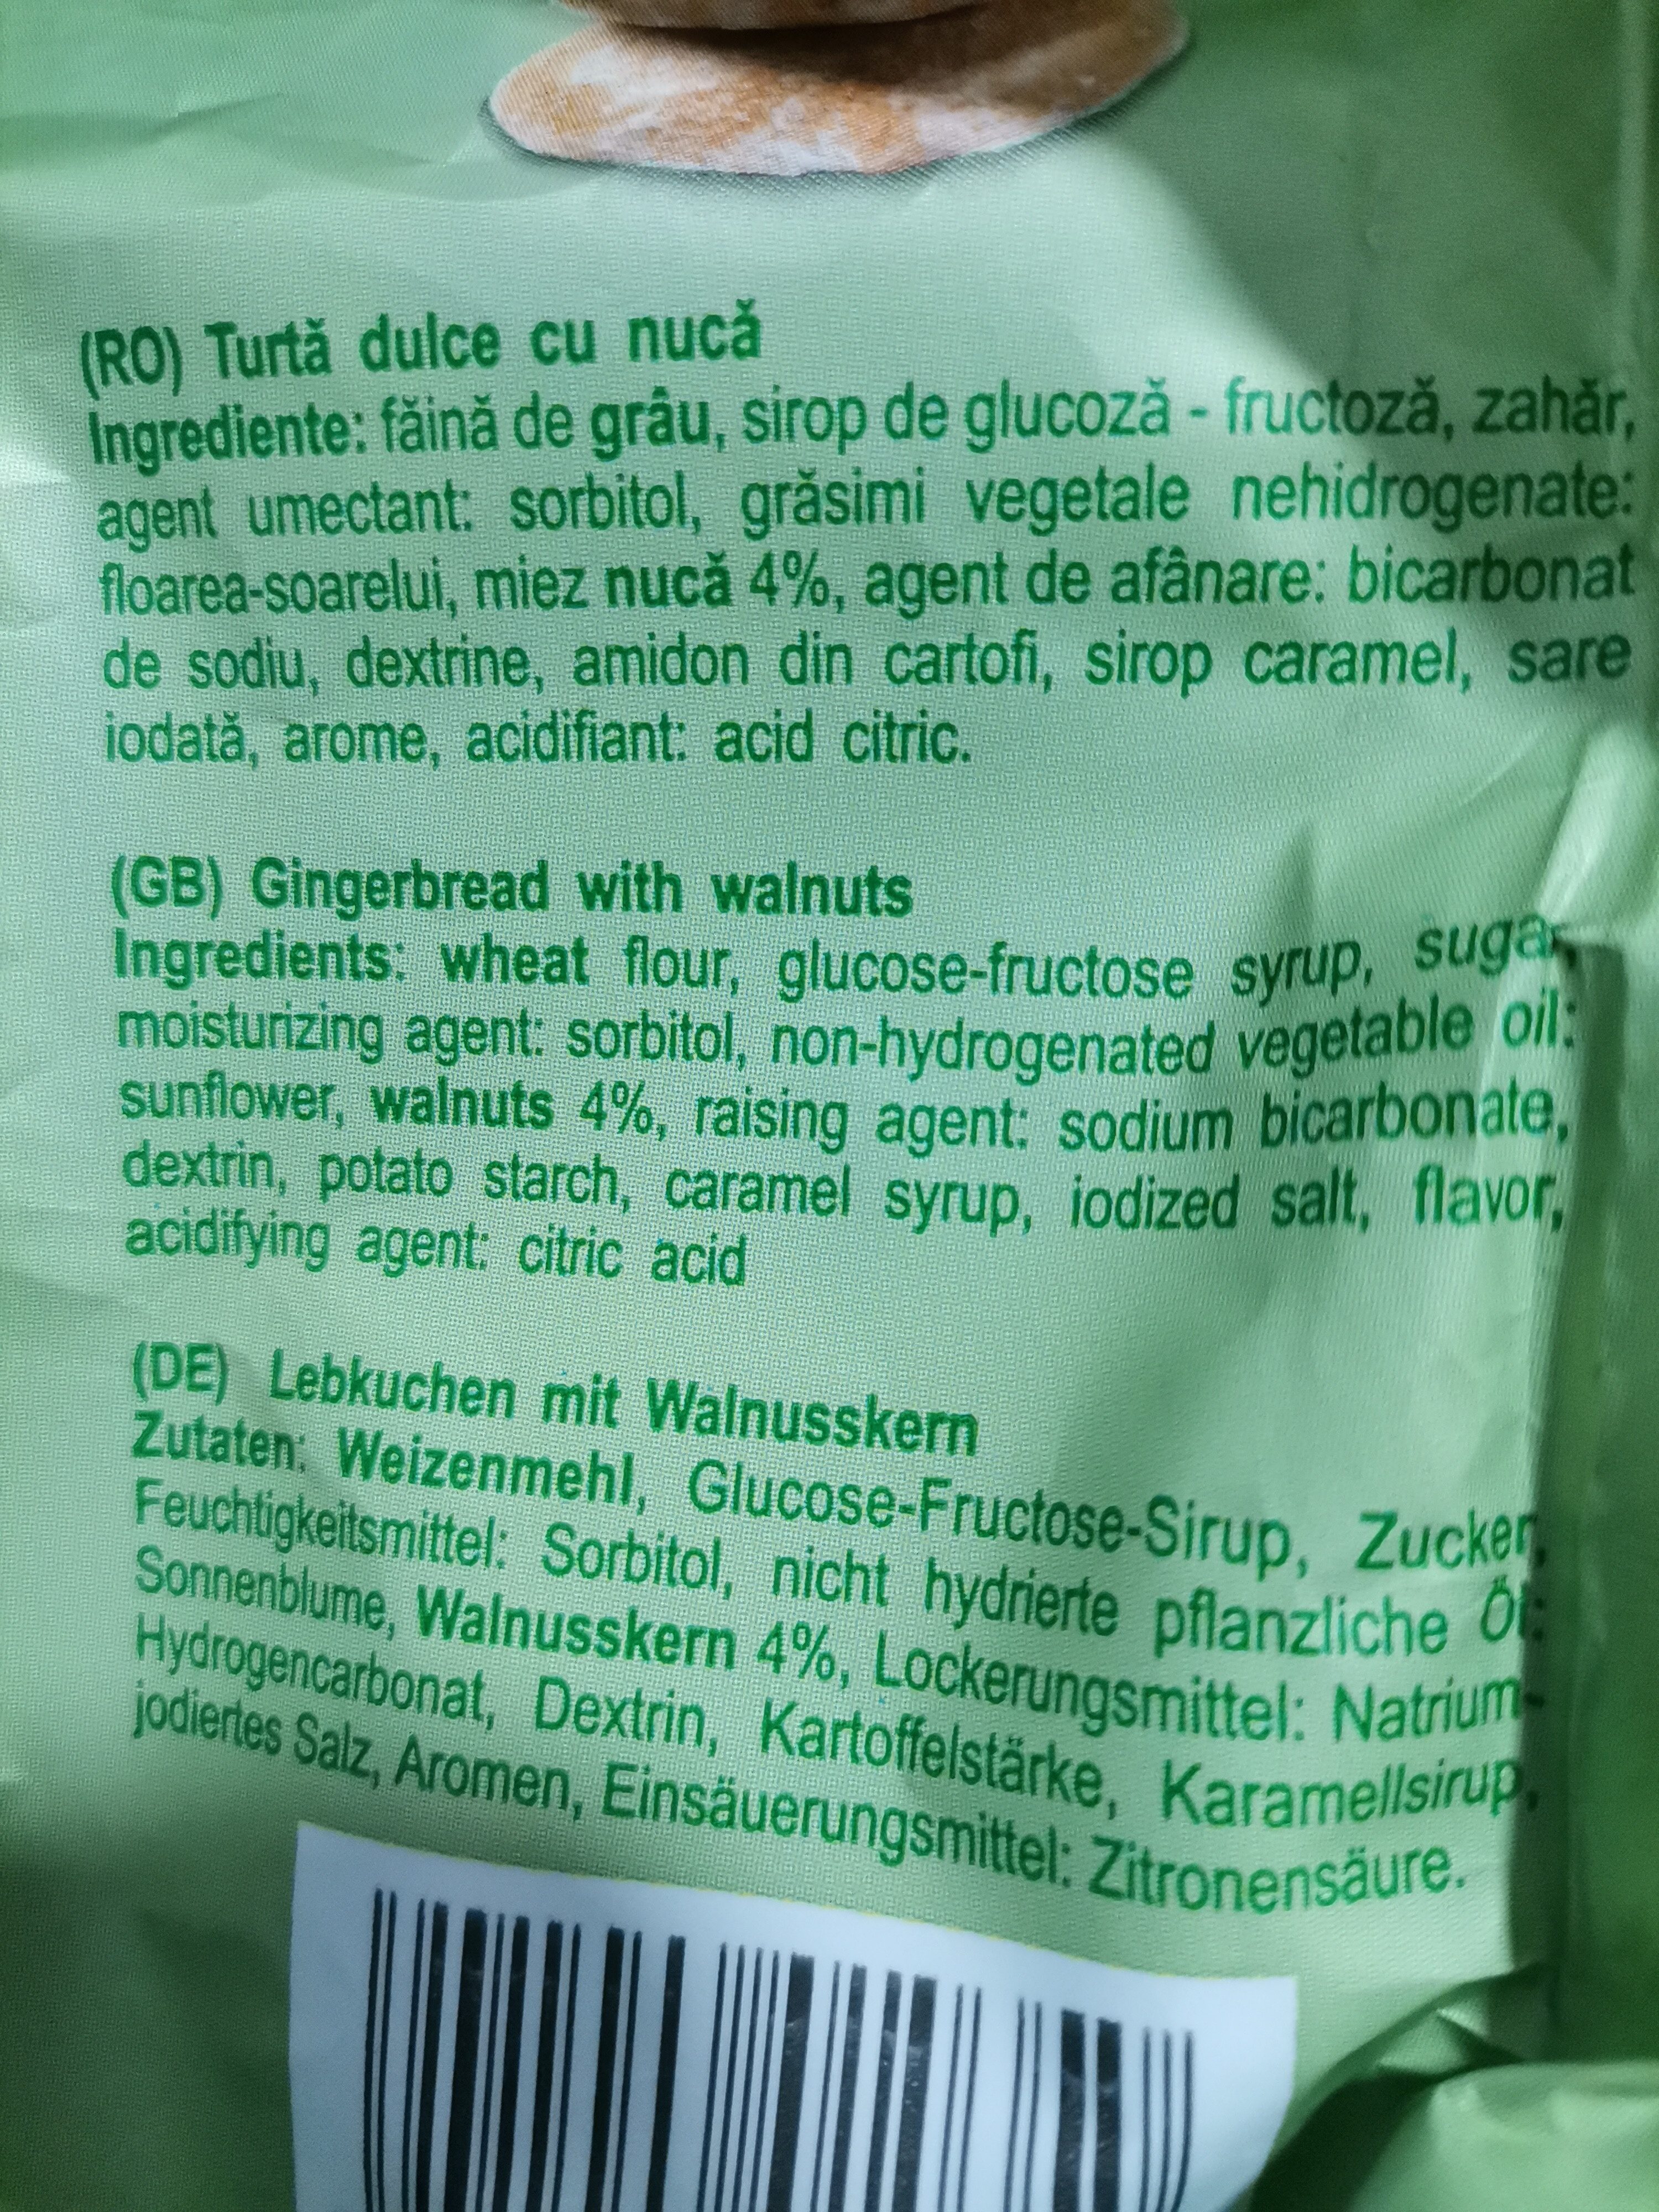 (RO) Turtă dulce cu nucă
Ingrediente: făină de grâu, sirop de glucoză - fructoză, zahăr,
agent umectant: sorbitol, grăsimi vegetale nehidrogenate:
floarea-soarelui, miez nucă 4%, agent de afânare: bicarbonat
de sodiu, dextrine, amidon din cartofi, sirop caramel, sare
iodată, arome, acidifiant: acid citric.
(GB) Gingerbread with walnuts
Ingredients: wheat flour, glucose-fructose syrup, sugar,
moisturizing agent: sorbitol, non-hydrogenated vegetable oil:
sunflower, walnuts 4%, raising agent: sodium bicarbonate,
dextrin, potato starch, caramel syrup, iodized salt, flavor,
acidifying agent: citric acid
(DE) Lebkuchen mit Walnusskern
Zutaten: Weizenmehl, Glucose-Fructose-Sirup, Zucker,
Feuchtigkeitsmittel: Sorbitol, nicht hydrierte pflanzliche Öl:
Sonnenblume, Walnusskern 4%, Lockerungsmittel: Natrium-
Hydrogencarbonat, Dextrin, Kartoffelstärke, Karamellsirup,
jodiertes Salz, Aromen, Einsäuerungsmittel: Zitronensäure.